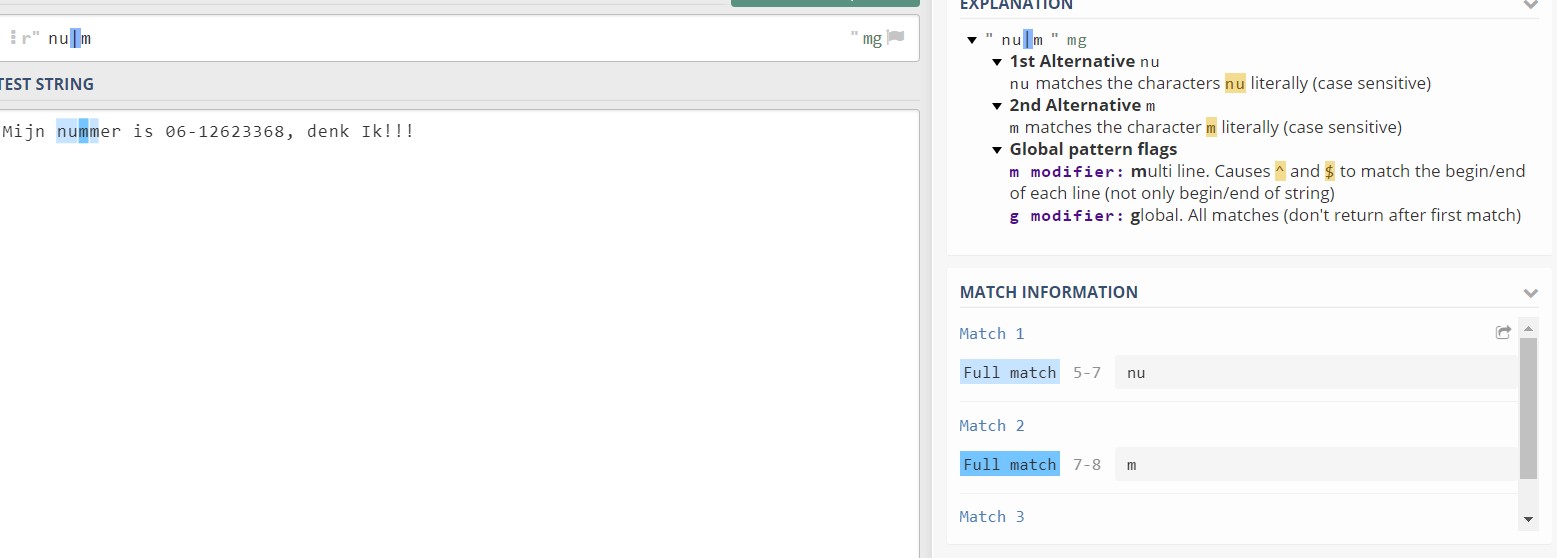 r" nu|m " mg
TEST STRING
Mijn nummer is 06-12623368, denk Ik!!!
EXPLANATION
" nu|m " mg
1st Alternative nu
nu matches the characters nu literally (case sensitive)
2nd Alternative m
m matches the character m literally (case sensitive)
Global pattern flags
m modifier: multi line. Causes ^ and $ to match the begin/end
of each line (not only begin/end of string)
g modifier: global. All matches (don't return after first match)
MATCH INFORMATION
Match 1
Full match 5-7 nu
Match 2
Full match 7-8 m
Match 3